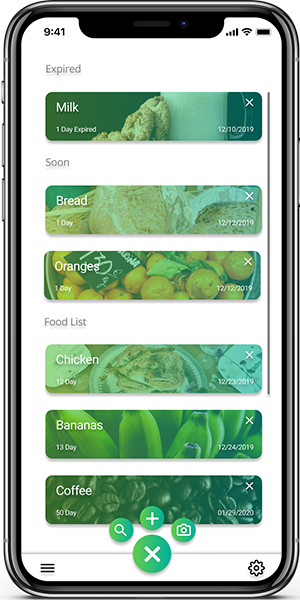 9:41
Expired
Milk
1 Day Expired 12/10/2019
Soon
Bread
1 Day 12/12/2019
Oranges
1 Day 12/12/2019
Food List
Chicken
12 Day 12/23/2019
Bananas
13 Day 12/24/2019
Coffee
50 Day 01/29/2020